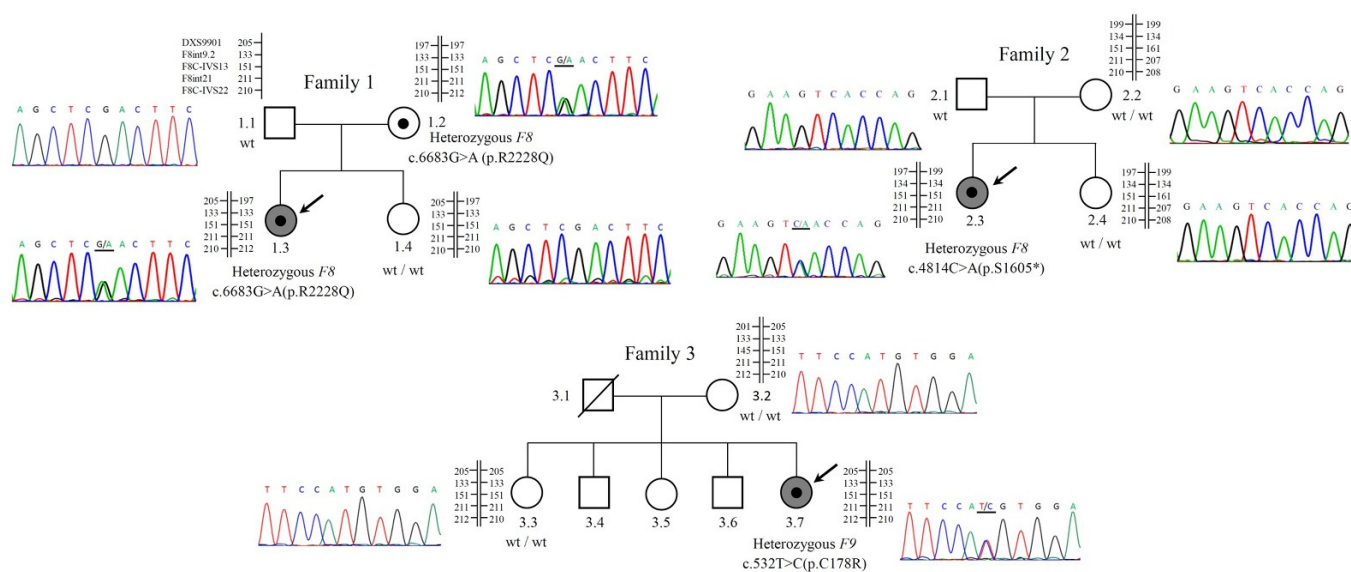 Family 1
DXS9901 205
F8int9.2 133
F8C-IVS13 151
F8int21 211
F8C-IVS22 210
197 197
133 133
151 151
211 211
210 212
A G C T C G/A A C T T C
A G C T C G A C T T C
1.1
wt
1.2
Heterozygous F8
c.6683G>A (p.R2228Q)
205 197
133 133
151 151
211 211
210 212
A G C T C G/A A C T T C
1.3
Heterozygous F8
c.6683G>A(p.R2228Q)
205 197
133 133
151 151
211 211
210 210
1.4
wt / wt
A G C T C G A C T T C
Family 2
199 199
134 134
151 161
211 207
210 208
G A A G T C A C C A G
2.1
wt
2.2
wt / wt
G A A G T C A C C A G
197 199
134 134
151 151
211 211
210 210
G A A G T C/A A C C A G
2.3
Heterozygous F8
c.4814C>A(p.S1605*)
197 199
134 134
151 161
211 207
210 208
2.4
wt / wt
G A A G T C A C C A G
Family 3
201 205
133 133
145 151
211 211
212 210
3.1
3.2
wt / wt
T T C C A T G T G G A
T T C C A T G T G G A
205 205
133 133
151 151
211 211
212 210
3.3
wt / wt
3.4
3.5
3.6
3.7
205 205
133 133
151 151
211 211
212 210
Heterozygous F9
c.532T>C(p.C178R)
T T C C A T/C G T G G A